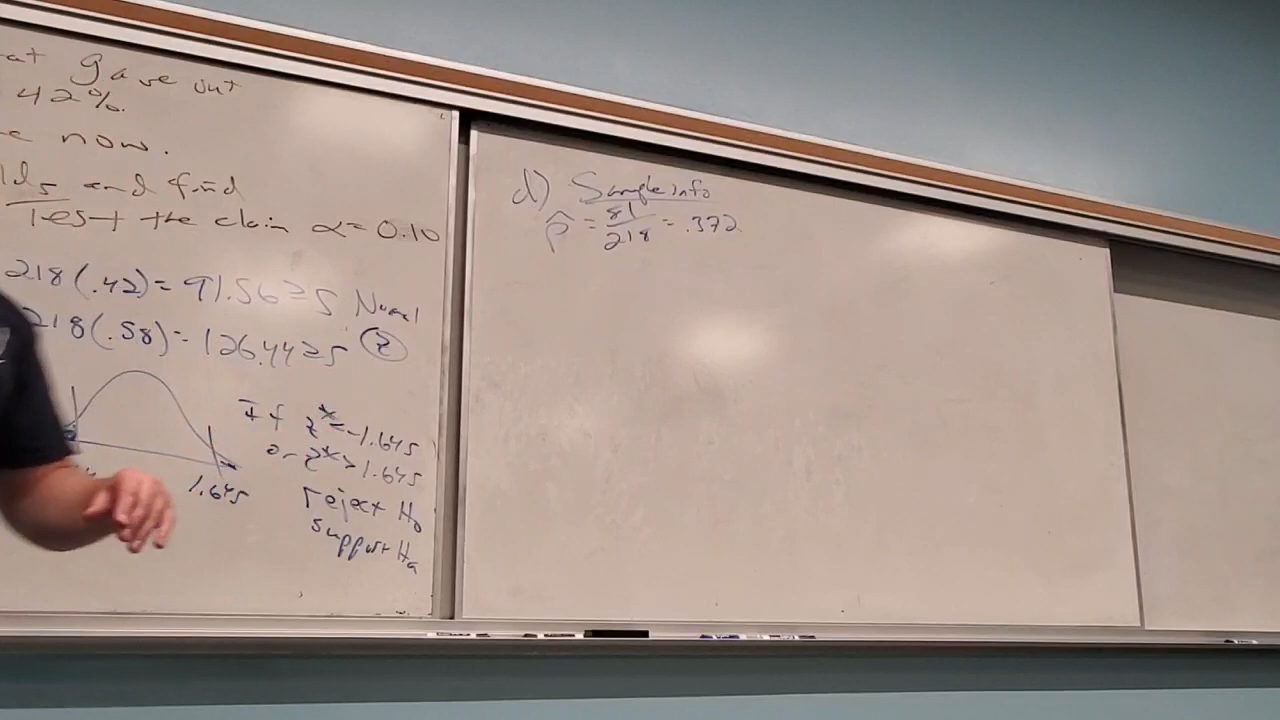 at gave out
42%.
e now.
lds and find
Test the claim α = 0.10
218(.42) = 91.56 ≥ 5 Normal
218(.58) = 126.44 ≥ 5 z
1.645
If z* < -1.645
or z* > 1.645
reject H₀
support Hₐ
d) Sample info
p̂ = 81/218 = .372